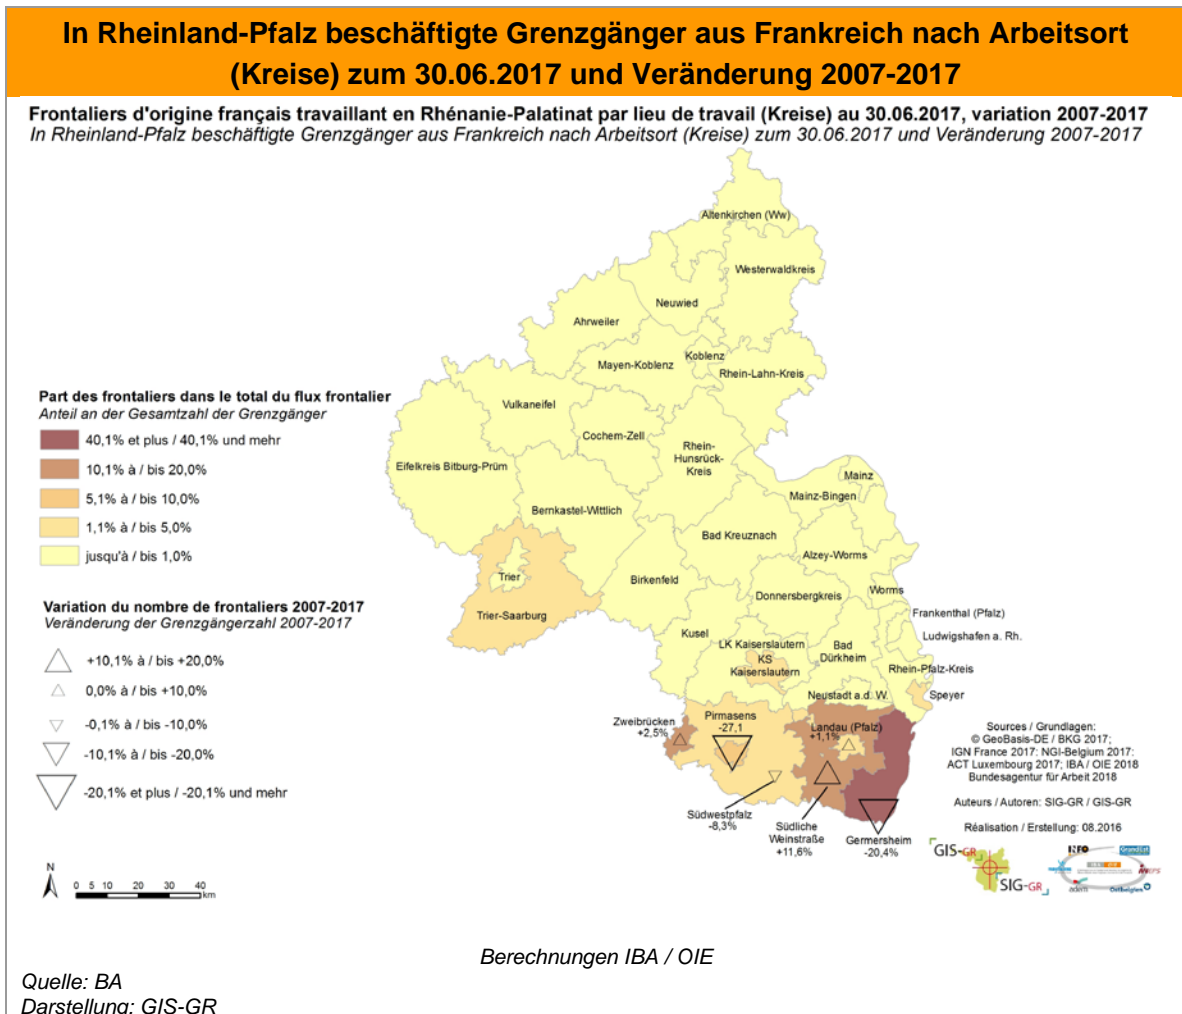 In Rheinland-Pfalz beschäftigte Grenzgänger aus Frankreich nach Arbeitsort
(Kreise) zum 30.06.2017 und Veränderung 2007-2017
Frontaliers d'origine français travaillant en Rhénanie-Palatinat par lieu de travail (Kreise) au 30.06.2017, variation 2007-2017
In Rheinland-Pfalz beschäftigte Grenzgänger aus Frankreich nach Arbeitsort (Kreise) zum 30.06.2017 und Veränderung 2007-2017
Altenkirchen (Ww)
Westerwaldkreis
Neuwied
Ahrweiler
Koblenz
Mayen-Koblenz
Rhein-Lahn-Kreis
Vulkaneifel
Cochem-Zell
Rhein-
Hunsrück-
Kreis
Eifelkreis Bitburg-Prüm
Mainz
Mainz-Bingen
Bernkastel-Wittlich
Bad Kreuznach
Alzey-Worms
Trier
Birkenfeld
Donnersbergkreis
Worms
Trier-Saarburg
Frankenthal (Pfalz)
Kusel
LK Kaiserslautern
Bad
Dürkheim
Ludwigshafen a. Rh.
KS
Kaiserslautern
Rhein-Pfalz-Kreis
Neustadt a.d. W.
Speyer
Zweibrücken
+2,5%
Pirmasens
-27,1
Landau (Pfalz)
+1,1%
Südwestpfalz
-8,3%
Südliche
Weinstraße
+11,6%
Germersheim
-20,4%
Part des frontaliers dans le total du flux frontalier
Anteil an der Gesamtzahl der Grenzgänger
40,1% et plus / 40,1% und mehr
10,1% à / bis 20,0%
5,1% à / bis 10,0%
1,1% à / bis 5,0%
jusqu'à / bis 1,0%
Variation du nombre de frontaliers 2007-2017
Veränderung der Grenzgängerzahl 2007-2017
+10,1% à / bis +20,0%
0,0% à / bis +10,0%
-0,1% à / bis -10,0%
-10,1% à / bis -20,0%
-20,1% et plus / -20,1% und mehr
N
0 5 10 20 30 40
km
Sources / Grundlagen:
© GeoBasis-DE / BKG 2017;
IGN France 2017: NGI-Belgium 2017:
ACT Luxembourg 2017; IBA / OIE 2018
Bundesagentur für Arbeit 2018
Auteurs / Autoren: SIG-GR / GIS-GR
Réalisation / Erstellung: 08.2016
GIS-GR
SIG-GR
INFO
GrandEst
adem
Ostbelgien
Berechnungen IBA / OIE
Quelle: BA
Darstellung: GIS-GR